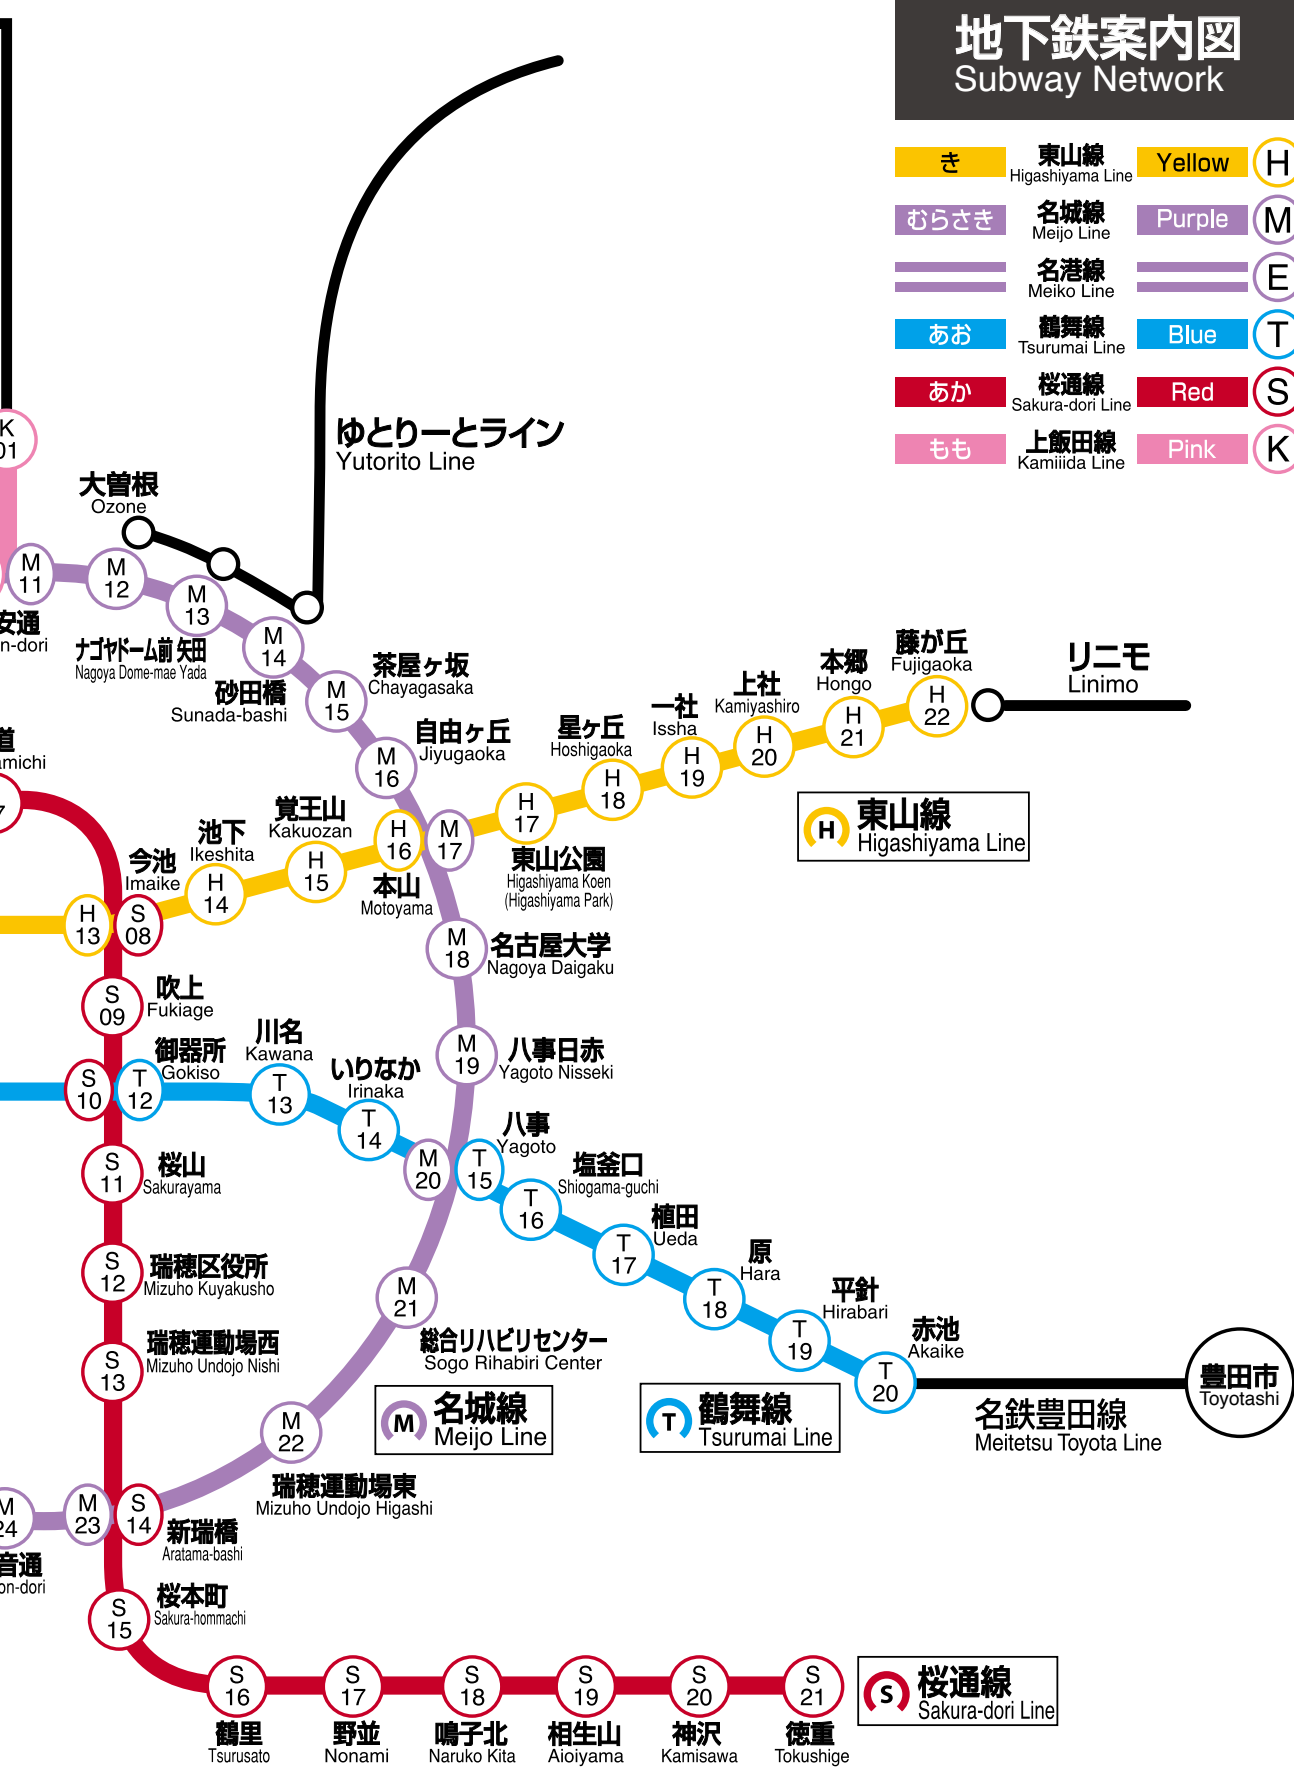 地下鉄案内図
Subway Network
き 東山線 Yellow H
Higashiyama Line
むらさき 名城線 Purple M
Meijo Line
名港線 E
Meiko Line
あお 鶴舞線 Blue T
Tsurumai Line
あか 桜通線 Red S
Sakura-dori Line
もも 上飯田線 Pink K
Kamiiida Line
ゆとりーとライン
Yutorito Line
K
01
大曽根
Ozone
M
11
安通
n-dori
M
12
ナゴヤドーム前 矢田
Nagoya Dome-mae Yada
M
13
M
14
砂田橋
Sunada-bashi
M
15
茶屋ヶ坂
Chayagasaka
M
16
自由ヶ丘
Jiyugaoka
星ヶ丘
Hoshigaoka
H
18
一社
Issha
H
19
上社
Kamiyashiro
H
20
本郷
Hongo
H
21
藤が丘
Fujigaoka
H
22
リニモ
Linimo
H
東山線
Higashiyama Line
道
amichi
7
今池
Imaike
H
13
S
08
池下
Ikeshita
H
14
覚王山
Kakuozan
H
15
H
16
M
17
本山
Motoyama
H
17
東山公園
Higashiyama Koen
(Higashiyama Park)
M
18
名古屋大学
Nagoya Daigaku
S
09
吹上
Fukiage
M
19
八事日赤
Yagoto Nisseki
S
10
T
12
御器所
Gokiso
川名
Kawana
T
13
いりなか
Irinaka
T
14
M
20
T
15
八事
Yagoto
塩釜口
Shiogama-guchi
T
16
植田
Ueda
T
17
原
Hara
T
18
平針
Hirabari
T
19
赤池
Akaike
T
20
豊田市
Toyotashi
名鉄豊田線
Meitetsu Toyota Line
T
鶴舞線
Tsurumai Line
S
11
桜山
Sakurayama
S
12
瑞穂区役所
Mizuho Kuyakusho
S
13
瑞穂運動場西
Mizuho Undojo Nishi
M
21
総合リハビリセンター
Sogo Rihabiri Center
M
名城線
Meijo Line
M
22
瑞穂運動場東
Mizuho Undojo Higashi
M
24
音通
on-dori
M
23
S
14
新瑞橋
Aratama-bashi
S
15
桜本町
Sakura-hommachi
S
16
鶴里
Tsurusato
S
17
野並
Nonami
S
18
鳴子北
Naruko Kita
S
19
相生山
Aioiyama
S
20
神沢
Kamisawa
S
21
徳重
Tokushige
S
桜通線
Sakura-dori Line